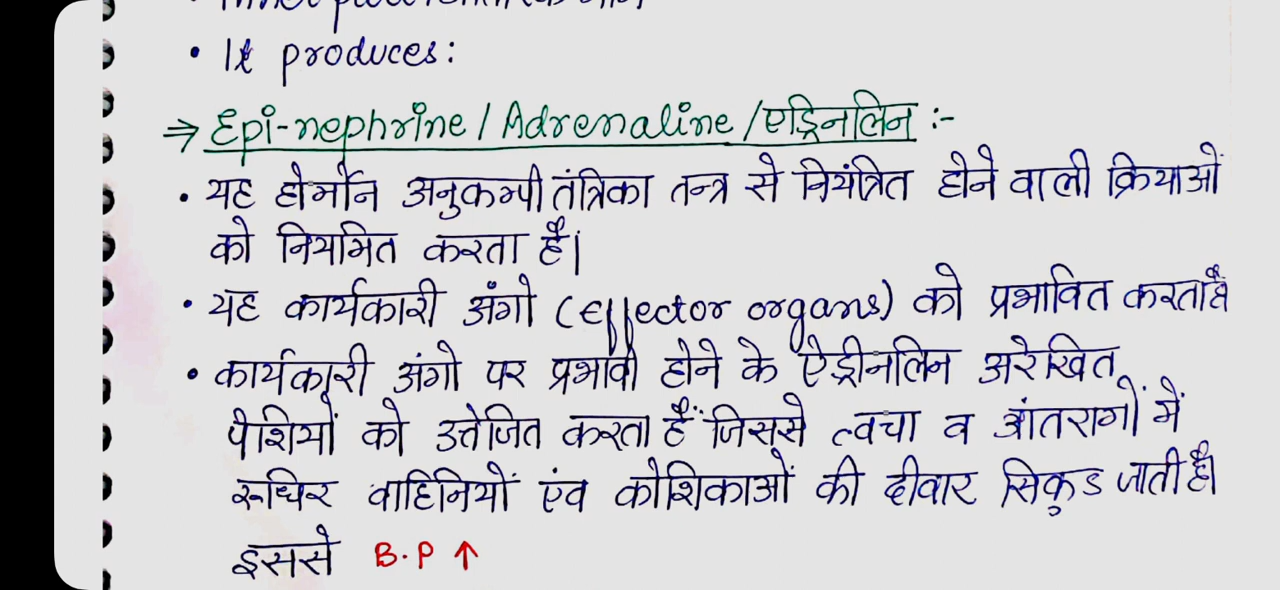 • It produces:
⇒ Epi-nephrine / Adrenaline / एड्रिनलिन :-
• यह होर्मोन अनुकम्पी तंत्रिका तन्त्र से नियंत्रित होने वाली क्रियाओं
को नियमित करता है।
• यह कार्यकारी अंगो (Effector organs) को प्रभावित करता है
• कार्यकारी अंगो पर प्रभावी होने के ऐड्रीनलिन अरेखित
पेशियों को उत्तेजित करता है जिससे त्वचा व आंतरागों में
रूधिर वाहिनियों एंव कोशिकाओं की दीवार सिकुड जाती है।
इससे B.P ↑